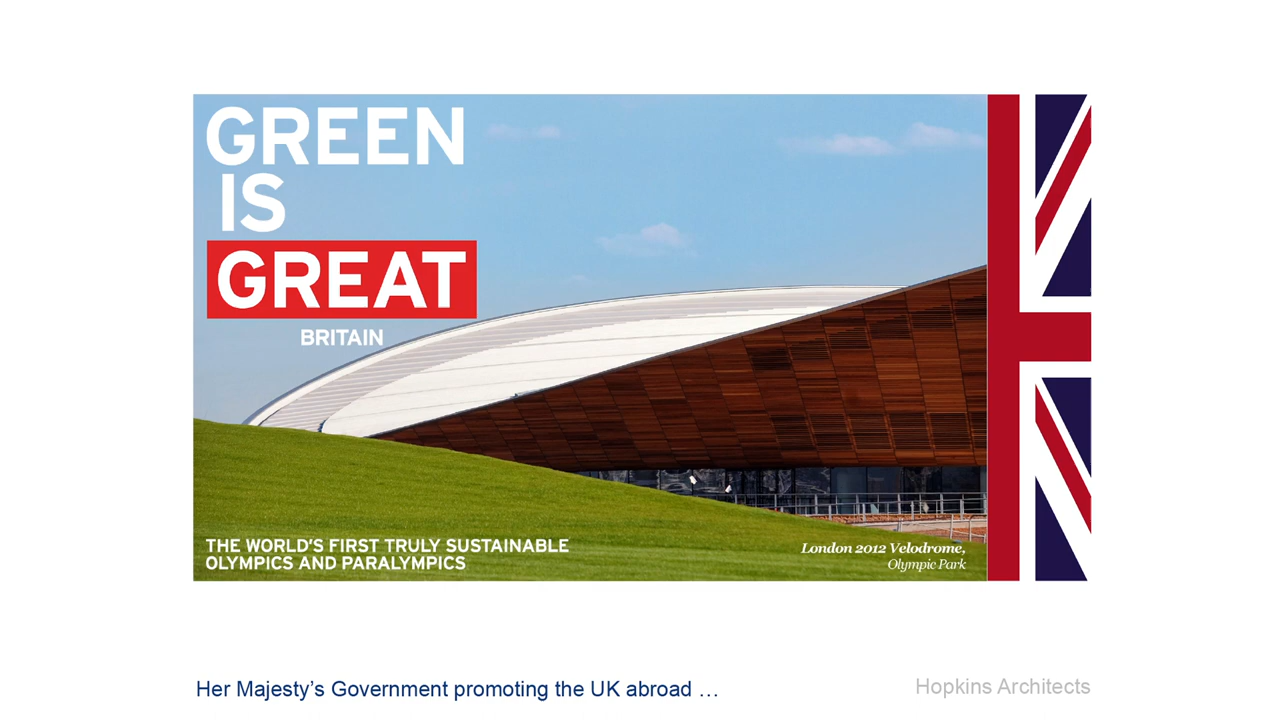 GREEN
IS
GREAT
BRITAIN
THE WORLD'S FIRST TRULY SUSTAINABLE
OLYMPICS AND PARALYMPICS
London 2012 Velodrome,
Olympic Park
Her Majesty’s Government promoting the UK abroad …
Hopkins Architects